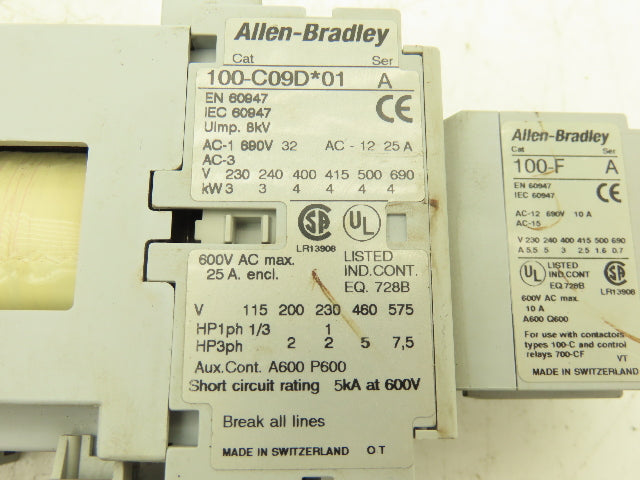 Allen-Bradley
Cat Ser
100-C09D*01 A
EN 60947
IEC 60947
Uimp. 8kV
CE
AC-1 690V 32 AC - 12 25 A
AC-3
V 230 240 400 415 500 690
kW 3 3 4 4 4 4
SA
LR13908
UL
600V AC max.
25 A. encl.
LISTED
IND.CONT.
EQ. 728B
V 115 200 230 460 575
HP1ph 1/3 1
HP3ph 2 2 5 7,5
Aux.Cont. A600 P600
Short circuit rating 5kA at 600V
Break all lines
MADE IN SWITZERLAND O T
Allen-Bradley
Cat Ser
100-F A
EN 60947
IEC 60947
CE
AC-12 690V 10 A
AC-15
V 230 240 400 415 500 690
A 5,5 5 3 2.5 1.6 0.7
UL
LISTED
IND.CONT
EQ.728B
SA
LR13908
600V AC max.
10 A
A600 Q600
For use with contactors
types 100-C and control
relays 700-CF VT
MADE IN SWITZERLAND